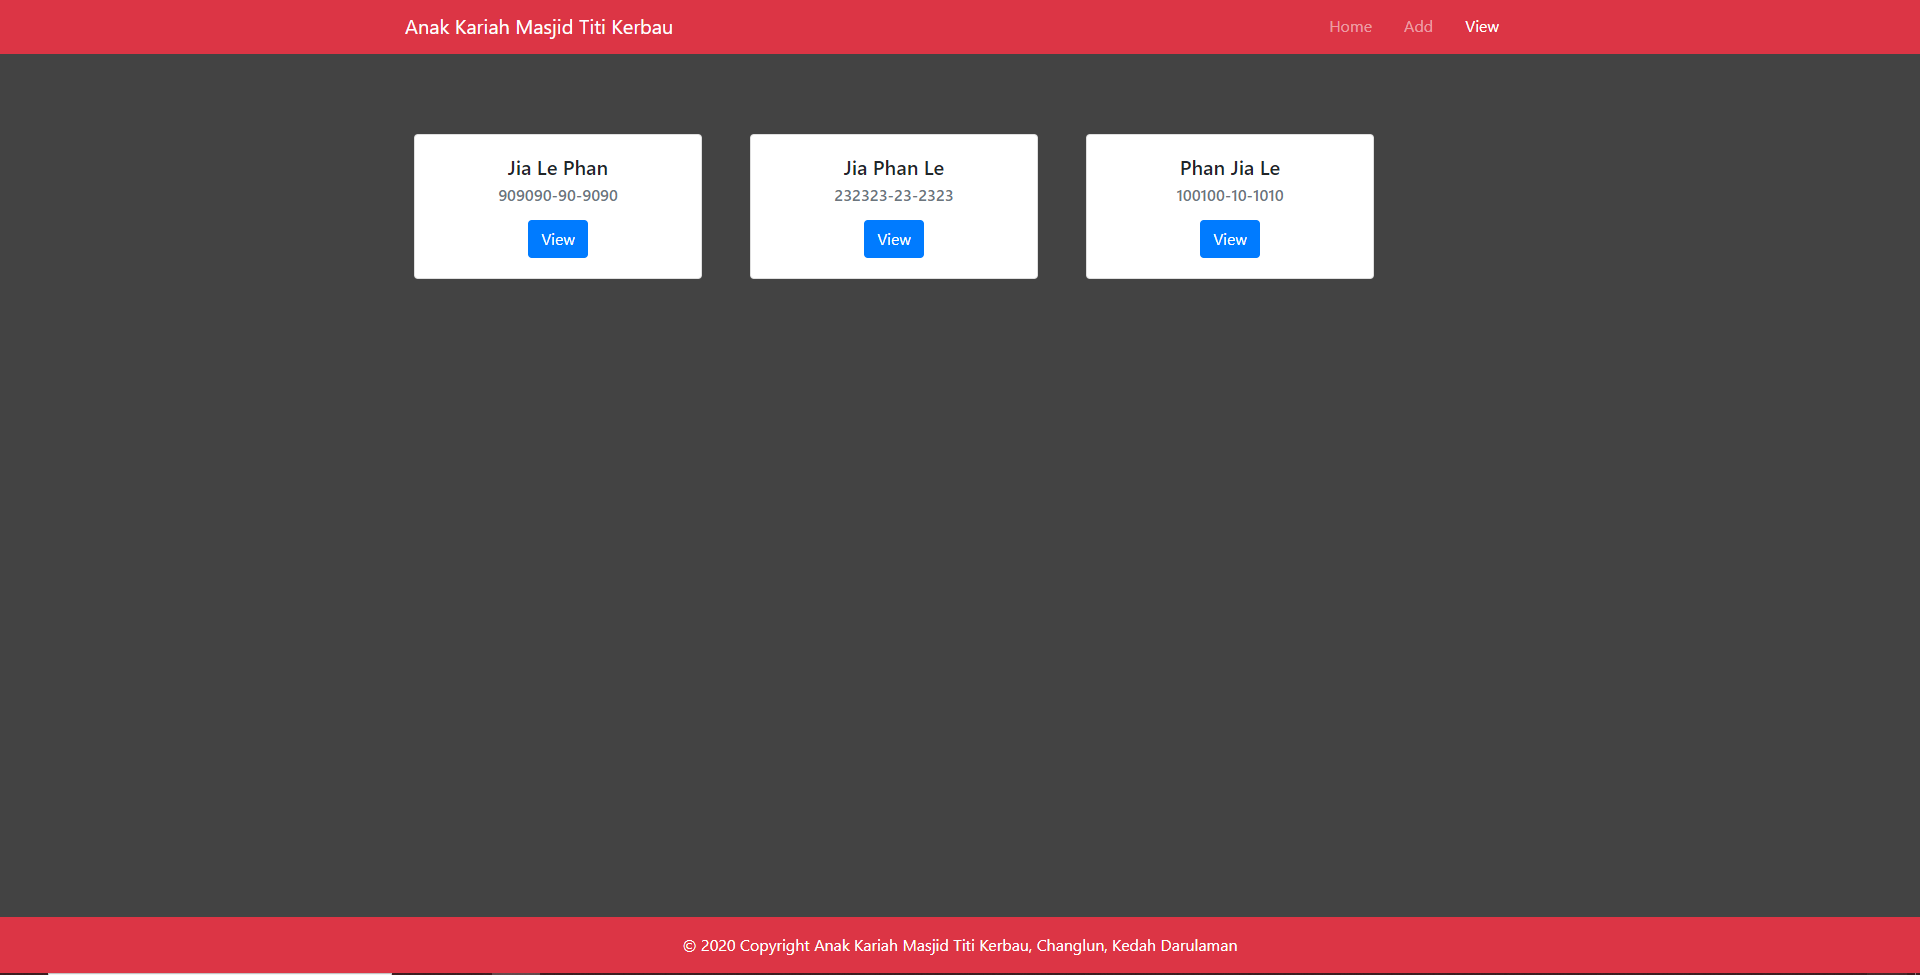 Anak Kariah Masjid Titi Kerbau
Home Add View
Jia Le Phan
909090-90-9090
View
Jia Phan Le
232323-23-2323
View
Phan Jia Le
100100-10-1010
View
© 2020 Copyright Anak Kariah Masjid Titi Kerbau, Changlun, Kedah Darulaman